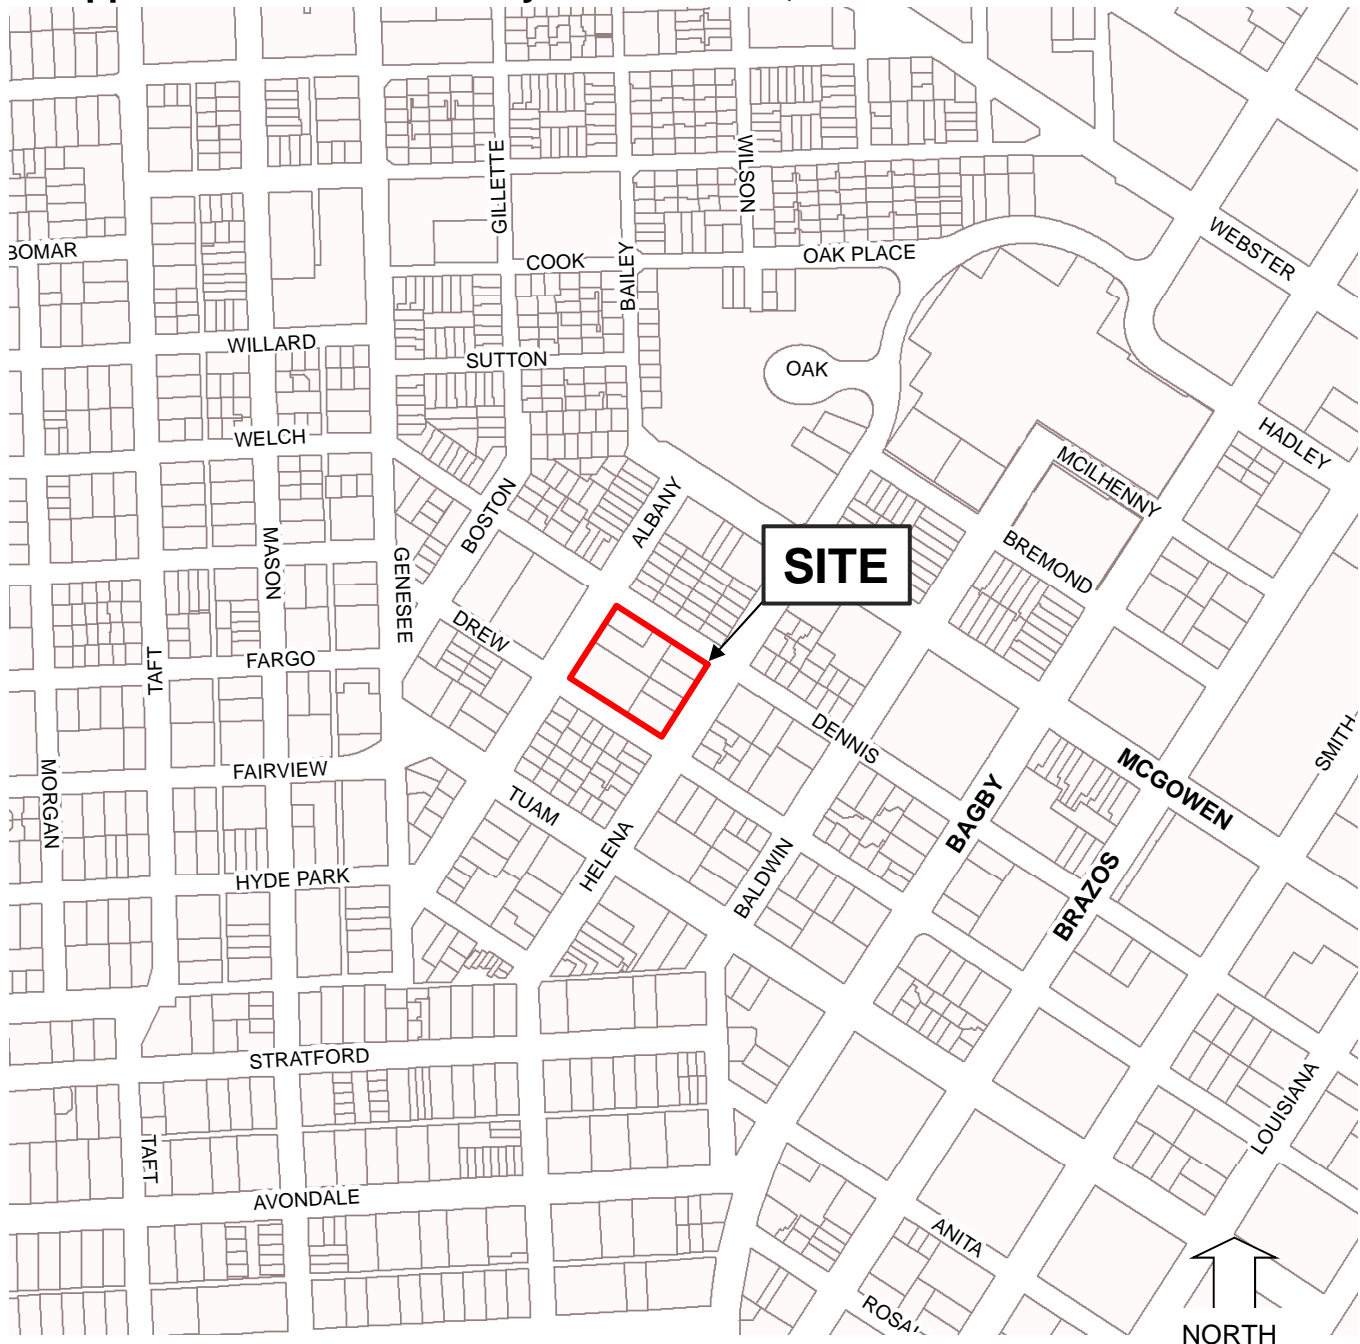 WILSON
GILLETTE
WEBSTER
BOMAR
COOK
BAILEY
OAK PLACE
WILLARD
SUTTON
OAK
WELCH
HADLEY
MCILHENNY
BOSTON
ALBANY
SITE
BREMOND
MASON
GENESEE
DREW
FARGO
TAFT
DENNIS
SMITH
FAIRVIEW
MORGAN
TUAM
MCGOWEN
BAGBY
HELENA
HYDE PARK
BALDWIN
BRAZOS
STRATFORD
LOUISIANA
TAFT
AVONDALE
ANITA
NORTH